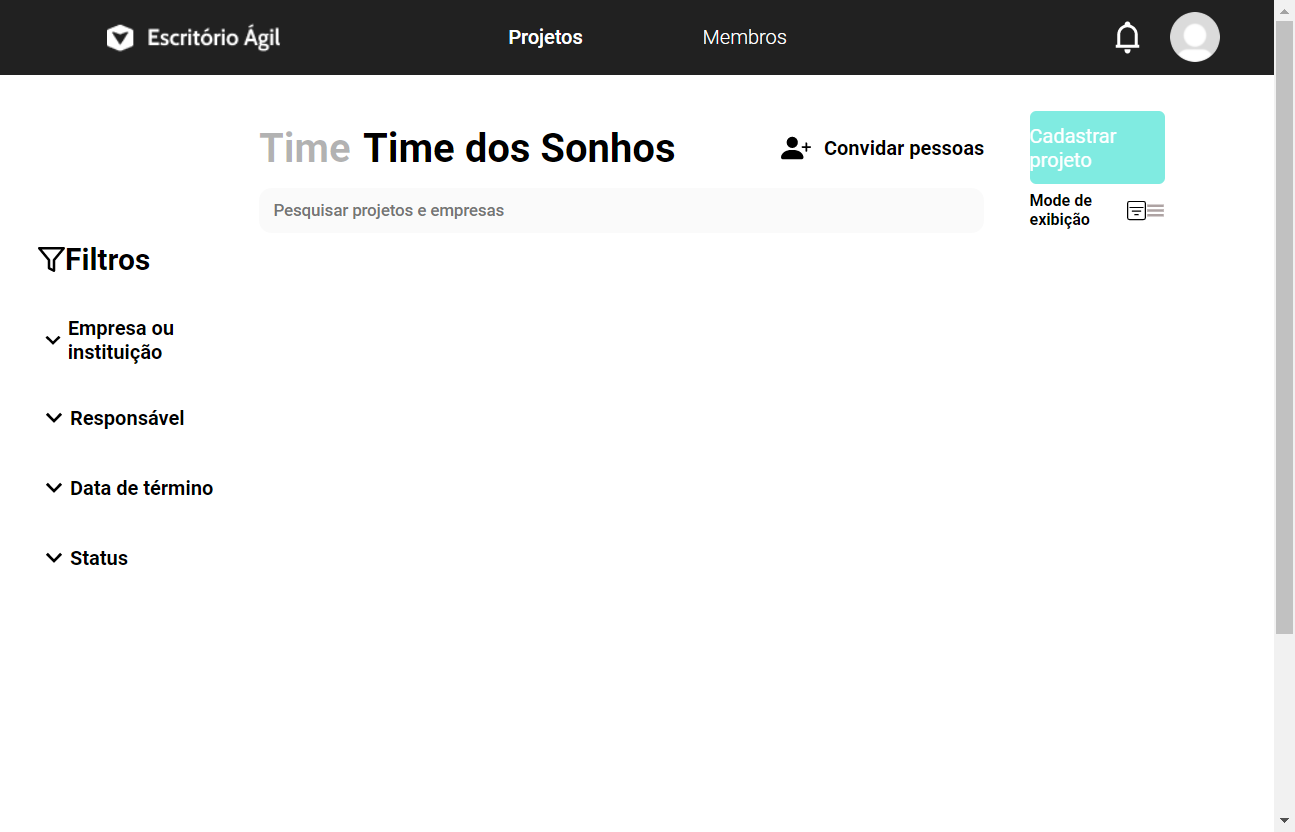 Escritório Ágil
Projetos
Membros
Time Time dos Sonhos
Convidar pessoas
Cadastrar
projeto
Pesquisar projetos e empresas
Mode de
exibição
Filtros
Empresa ou
instituição
Responsável
Data de término
Status